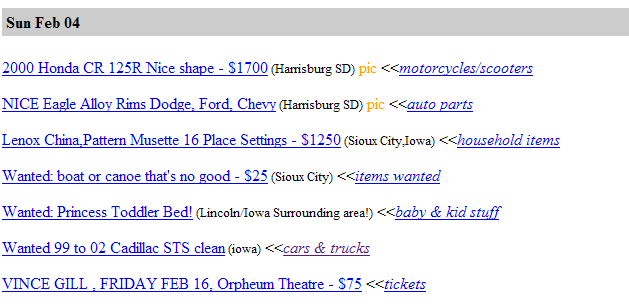 Sun Feb 04
2000 Honda CR 125R Nice shape - $1700 (Harrisburg SD) pic <<motorcycles/scooters
NICE Eagle Alloy Rims Dodge, Ford, Chevy (Harrisburg SD) pic <<auto parts
Lenox China,Pattern Musette 16 Place Settings - $1250 (Sioux City,Iowa) <<household items
Wanted: boat or canoe that's no good - $25 (Sioux City) <<items wanted
Wanted: Princess Toddler Bed! (Lincoln/Iowa Surrounding area!) <<baby & kid stuff
Wanted 99 to 02 Cadillac STS clean (iowa) <<cars & trucks
VINCE GILL , FRIDAY FEB 16, Orpheum Theatre - $75 <<tickets